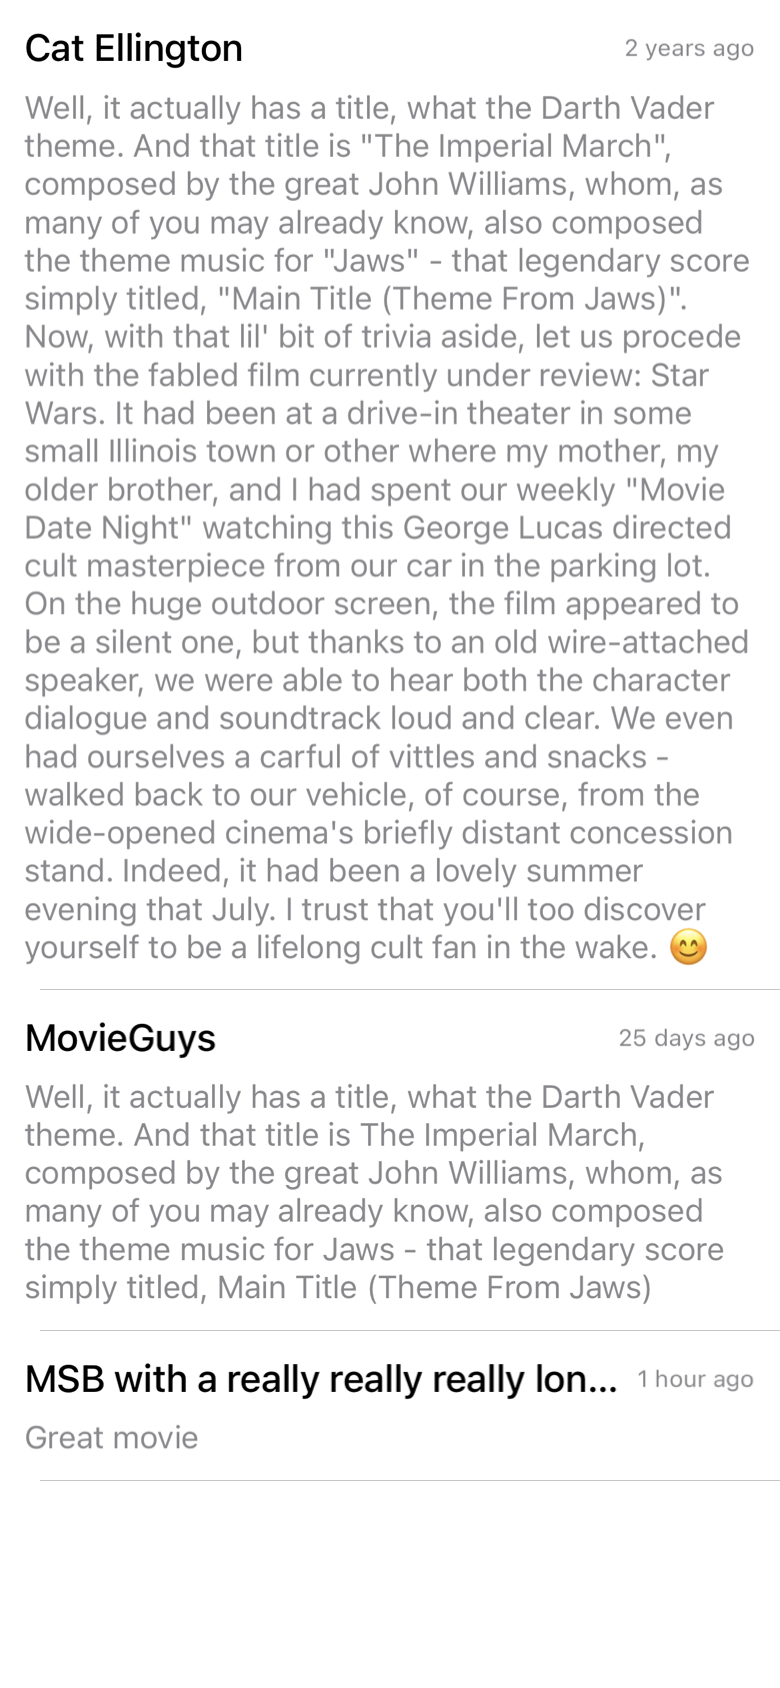 Cat Ellington
2 years ago
Well, it actually has a title, what the Darth Vader
theme. And that title is "The Imperial March",
composed by the great John Williams, whom, as
many of you may already know, also composed
the theme music for "Jaws" - that legendary score
simply titled, "Main Title (Theme From Jaws)".
Now, with that lil' bit of trivia aside, let us procede
with the fabled film currently under review: Star
Wars. It had been at a drive-in theater in some
small Illinois town or other where my mother, my
older brother, and I had spent our weekly "Movie
Date Night" watching this George Lucas directed
cult masterpiece from our car in the parking lot.
On the huge outdoor screen, the film appeared to
be a silent one, but thanks to an old wire-attached
speaker, we were able to hear both the character
dialogue and soundtrack loud and clear. We even
had ourselves a carful of vittles and snacks -
walked back to our vehicle, of course, from the
wide-opened cinema's briefly distant concession
stand. Indeed, it had been a lovely summer
evening that July. I trust that you'll too discover
yourself to be a lifelong cult fan in the wake. 😊
MovieGuys
25 days ago
Well, it actually has a title, what the Darth Vader
theme. And that title is The Imperial March,
composed by the great John Williams, whom, as
many of you may already know, also composed
the theme music for Jaws - that legendary score
simply titled, Main Title (Theme From Jaws)
MSB with a really really really lon...
1 hour ago
Great movie